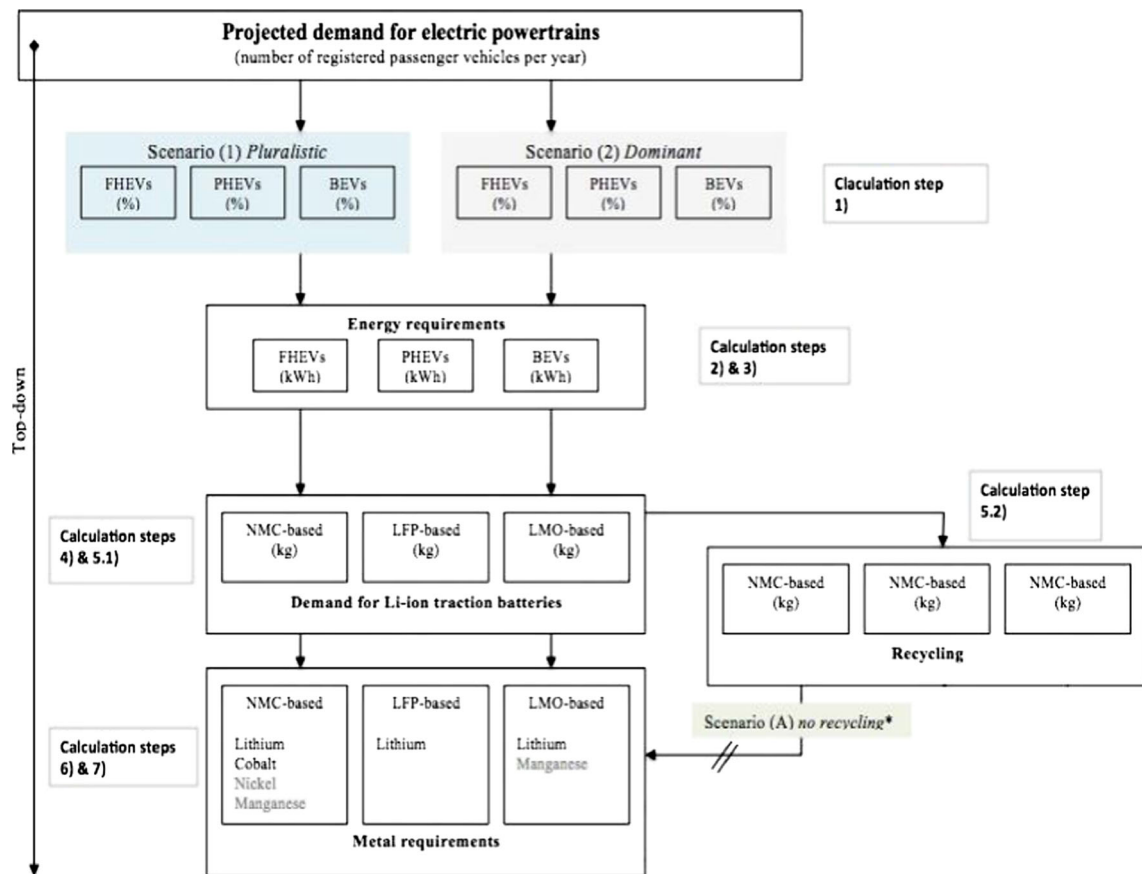 Projected demand for electric powertrains
(number of registered passenger vehicles per year)
Scenario (1) Pluralistic
FHEVs
(%)
PHEVs
(%)
BEVs
(%)
Scenario (2) Dominant
FHEVs
(%)
PHEVs
(%)
BEVs
(%)
Claculation step
1)
Energy requirements
FHEVs
(kWh)
PHEVs
(kWh)
BEVs
(kWh)
Calculation steps
2) & 3)
Top-down
Calculation steps
4) & 5.1)
NMC-based
(kg)
LFP-based
(kg)
LMO-based
(kg)
Demand for Li-ion traction batteries
Calculation step
5.2)
NMC-based
(kg)
NMC-based
(kg)
NMC-based
(kg)
Recycling
Scenario (A) no recycling*
Calculation steps
6) & 7)
NMC-based
Lithium
Cobalt
Nickel
Manganese
LFP-based
Lithium
LMO-based
Lithium
Manganese
Metal requirements